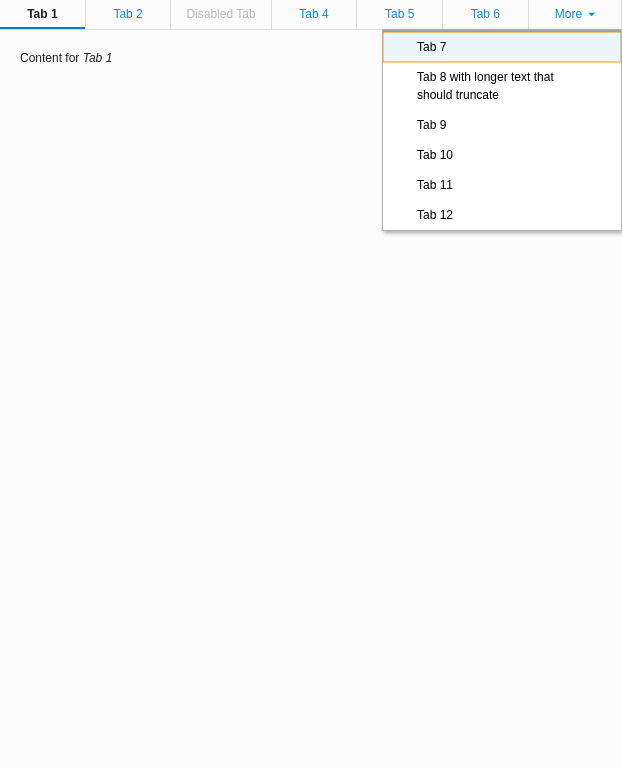 Tab 1 Tab 2 Disabled Tab Tab 4 Tab 5 Tab 6 More
Content for Tab 1
Tab 7
Tab 8 with longer text that
should truncate
Tab 9
Tab 10
Tab 11
Tab 12